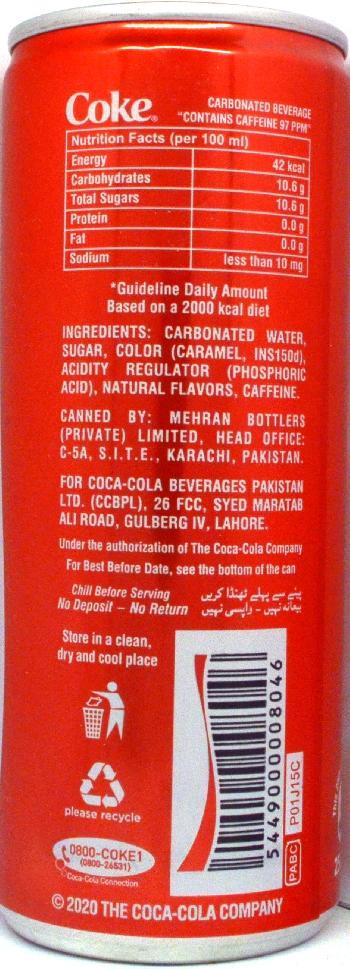 Coke®
CARBONATED BEVERAGE
"CONTAINS CAFFEINE 97 PPM"
Nutrition Facts (per 100 ml)
Energy 42 kcal
Carbohydrates 10.6 g
Total Sugars 10.6 g
Protein 0.0 g
Fat 0.0 g
Sodium less than 10 mg
*Guideline Daily Amount
Based on a 2000 kcal diet
INGREDIENTS: CARBONATED WATER,
SUGAR, COLOR (CARAMEL, INS150d),
ACIDITY REGULATOR (PHOSPHORIC
ACID), NATURAL FLAVORS, CAFFEINE.
CANNED BY: MEHRAN BOTTLERS
(PRIVATE) LIMITED, HEAD OFFICE:
C-5A, S.I.T.E., KARACHI, PAKISTAN.
FOR COCA-COLA BEVERAGES PAKISTAN
LTD. (CCBPL), 26 FCC, SYED MARATAB
ALI ROAD, GULBERG IV, LAHORE.
Under the authorization of The Coca-Cola Company
For Best Before Date, see the bottom of the can
Chill Before Serving
No Deposit – No Return
پینے سے پہلے ٹھنڈا کریں
بیعانہ نہیں - واپسی نہیں
Store in a clean,
dry and cool place
please recycle
5449000008046
PABC P01J15C
0800-COKE1
(0800-26531)
Coca-Cola Connection
© 2020 THE COCA-COLA COMPANY